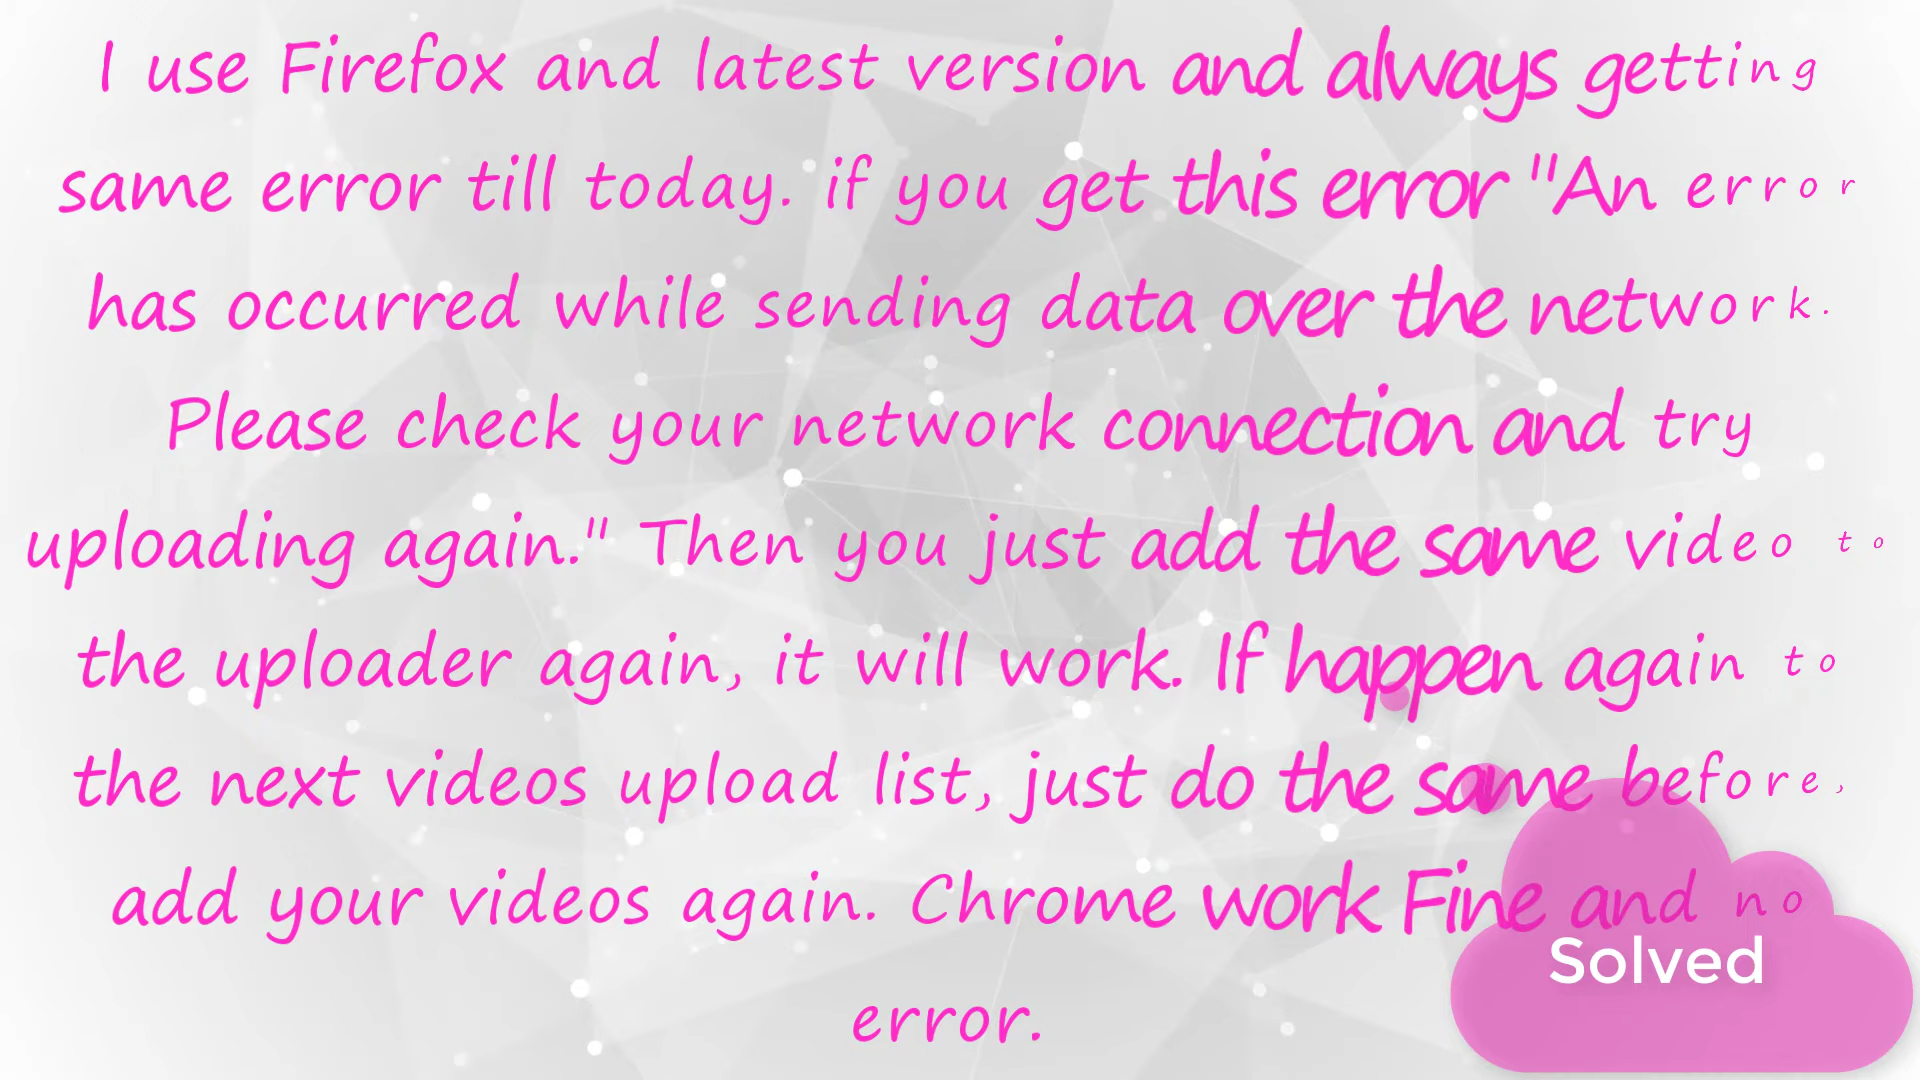 I use Firefox and latest version and always getting
same error till today. if you get this error "An error
has occurred while sending data over the network.
Please check your network connection and try
uploading again." Then you just add the same video to
the uploader again, it will work. If happen again to
the next videos upload list, just do the same before,
add your videos again. Chrome work Fine and no
error.
Solved